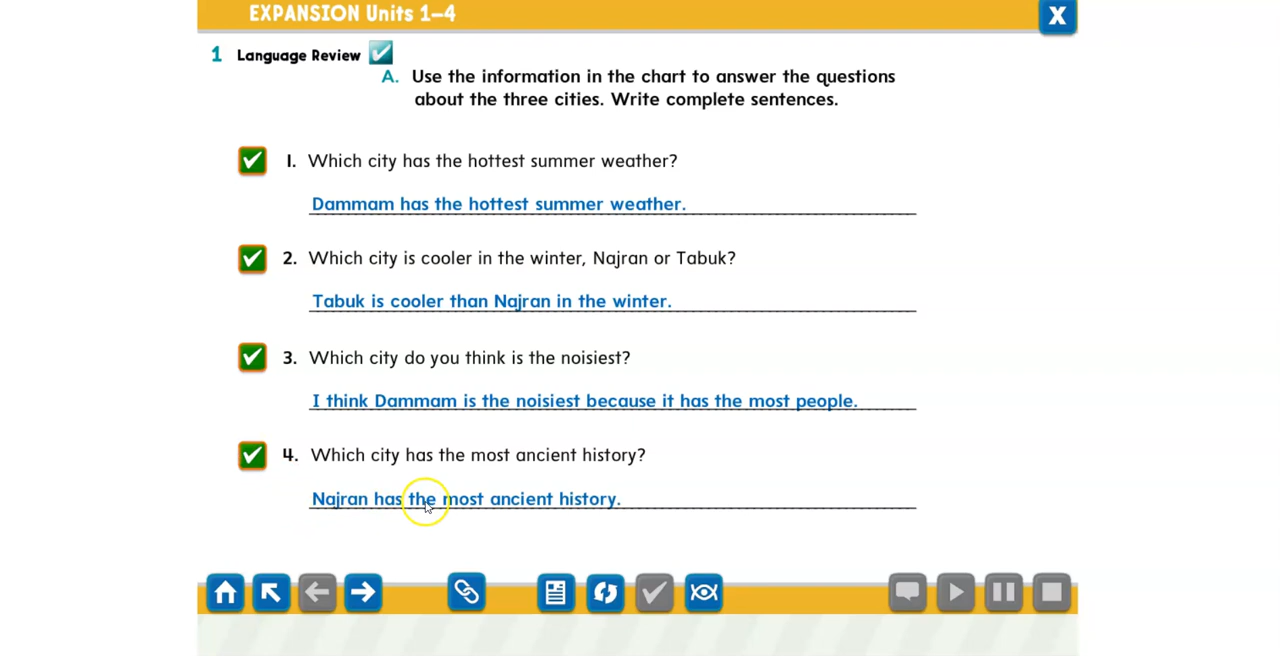 EXPANSION Units 1–4
X
1 Language Review
A. Use the information in the chart to answer the questions
about the three cities. Write complete sentences.
1. Which city has the hottest summer weather?
Dammam has the hottest summer weather.
2. Which city is cooler in the winter, Najran or Tabuk?
Tabuk is cooler than Najran in the winter.
3. Which city do you think is the noisiest?
I think Dammam is the noisiest because it has the most people.
4. Which city has the most ancient history?
Najran has the most ancient history.